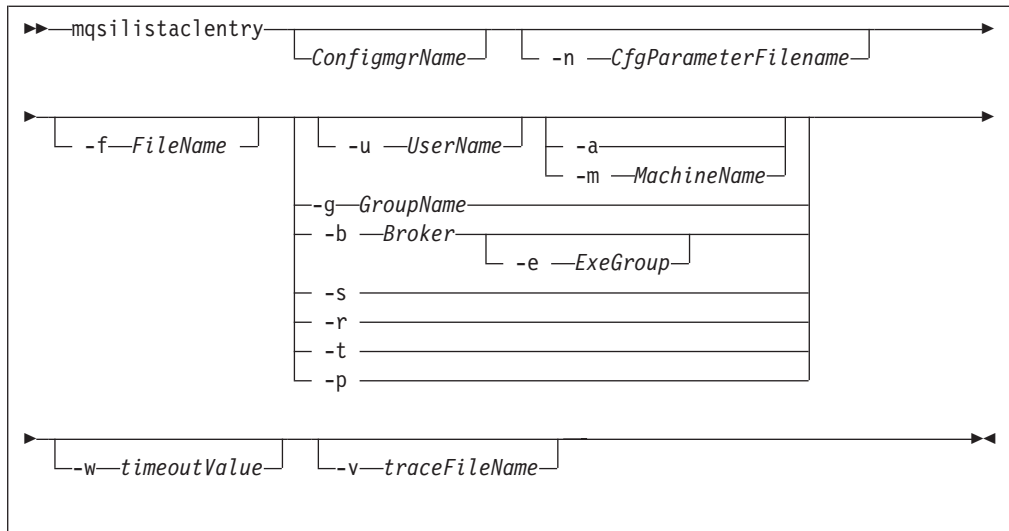 mqsilistaclentry
ConfigmgrName -n CfgParameterFilename
-f FileName -u UserName -a
-m MachineName
-g GroupName
-b Broker
-e ExeGroup
-s
-r
-t
-p
-w timeoutValue -v traceFileName